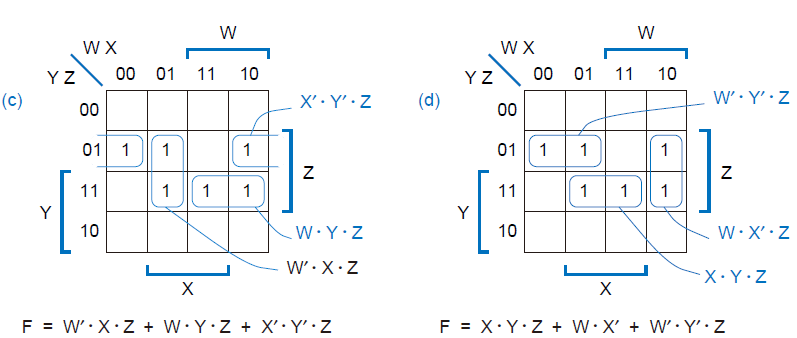 (c)
W
W X
Y Z
00 01 11 10
00
01 1 1 1
11 1 1 1
10
Y
Z
X
X′·Y′·Z
W·Y·Z
W′·X·Z
F = W′·X·Z + W·Y·Z + X′·Y′·Z
(d)
W
W X
Y Z
00 01 11 10
00
01 1 1 1
11 1 1 1
10
Y
Z
X
W′·Y′·Z
W·X′·Z
X·Y·Z
F = X·Y·Z + W·X′ + W′·Y′·Z